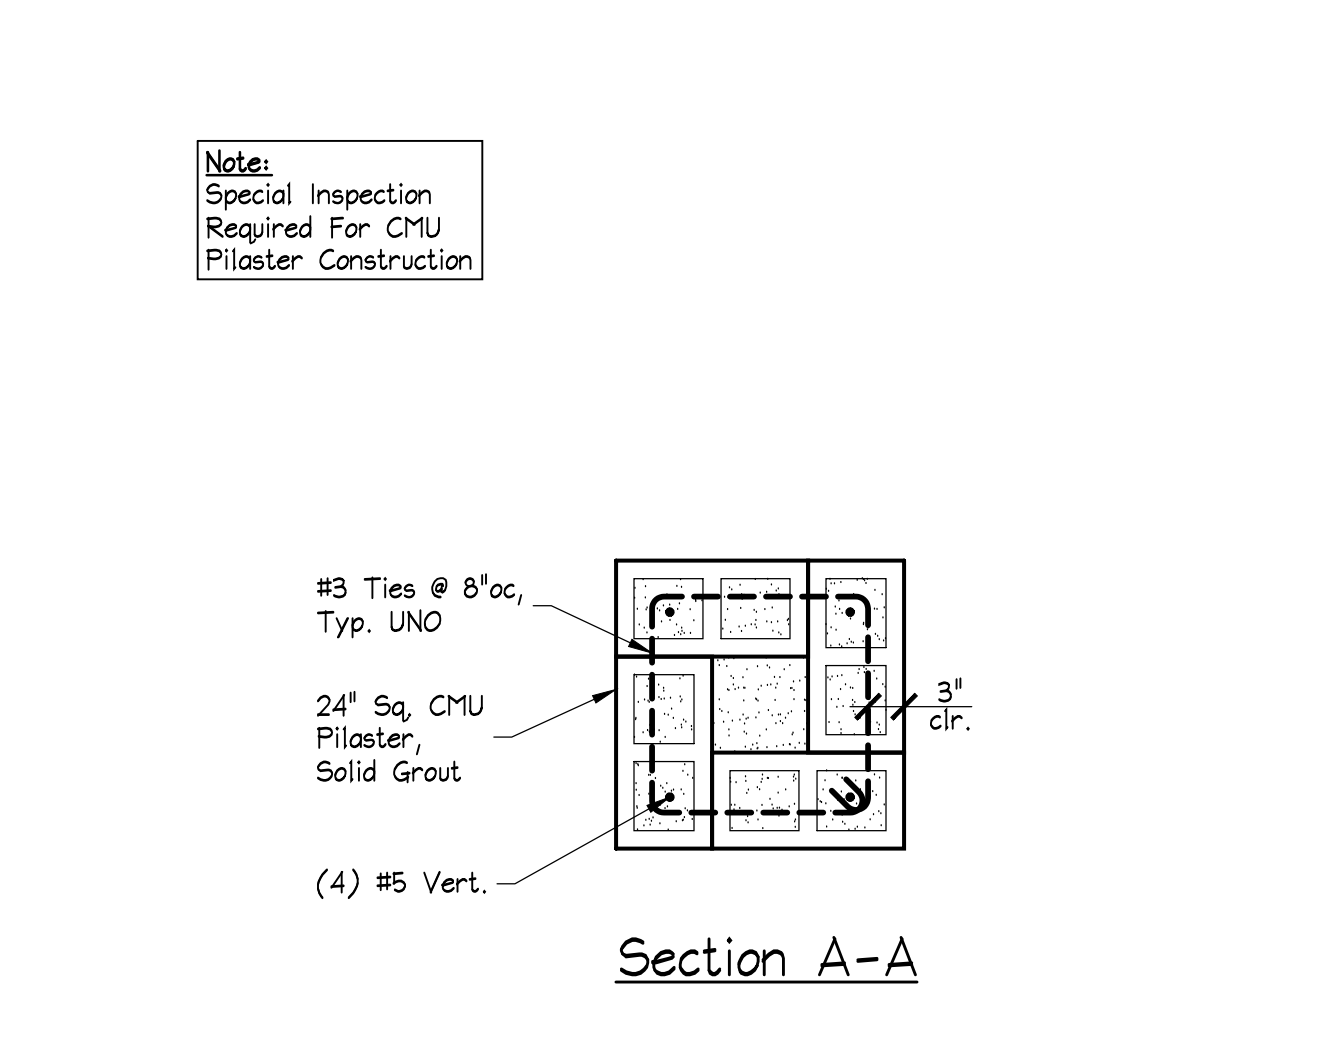 Note:
Special Inspection
Required For CMU
Pilaster Construction
#3 Ties @ 8"oc,
Typ. UNO
24" Sq. CMU
Pilaster,
Solid Grout
3"
clr.
(4) #5 Vert.
Section A-A